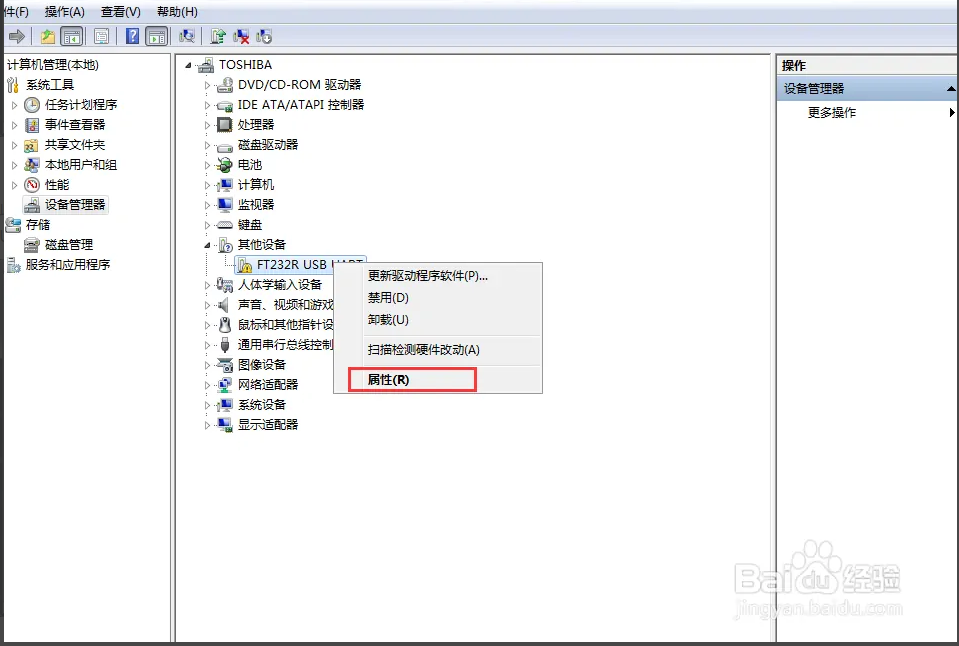 件(F) 操作(A) 查看(V) 帮助(H)
计算机管理(本地)
系统工具
任务计划程序
事件查看器
共享文件夹
本地用户和组
性能
设备管理器
存储
磁盘管理
服务和应用程序
TOSHIBA
DVD/CD-ROM 驱动器
IDE ATA/ATAPI 控制器
处理器
磁盘驱动器
电池
计算机
监视器
键盘
其他设备
FT232R USB UART
人体学输入设备
声音、视频和游戏
鼠标和其他指针设
通用串行总线控制
图像设备
网络适配器
系统设备
显示适配器
更新驱动程序软件(P)...
禁用(D)
卸载(U)
扫描检测硬件改动(A)
属性(R)
操作
设备管理器
更多操作
Baidu 经验
jingyan.baidu.com